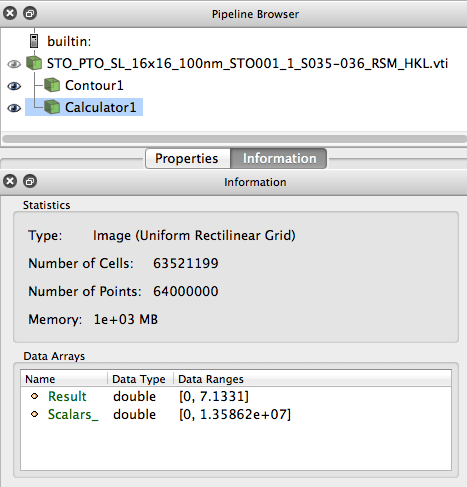 Pipeline Browser
builtin:
STO_PTO_SL_16x16_100nm_STO001_1_S035-036_RSM_HKL.vti
Contour1
Calculator1
Properties Information
Information
Statistics
Type: Image (Uniform Rectilinear Grid)
Number of Cells: 63521199
Number of Points: 64000000
Memory: 1e+03 MB
Data Arrays
Name Data Type Data Ranges
Result double [0, 7.1331]
Scalars_ double [0, 1.35862e+07]